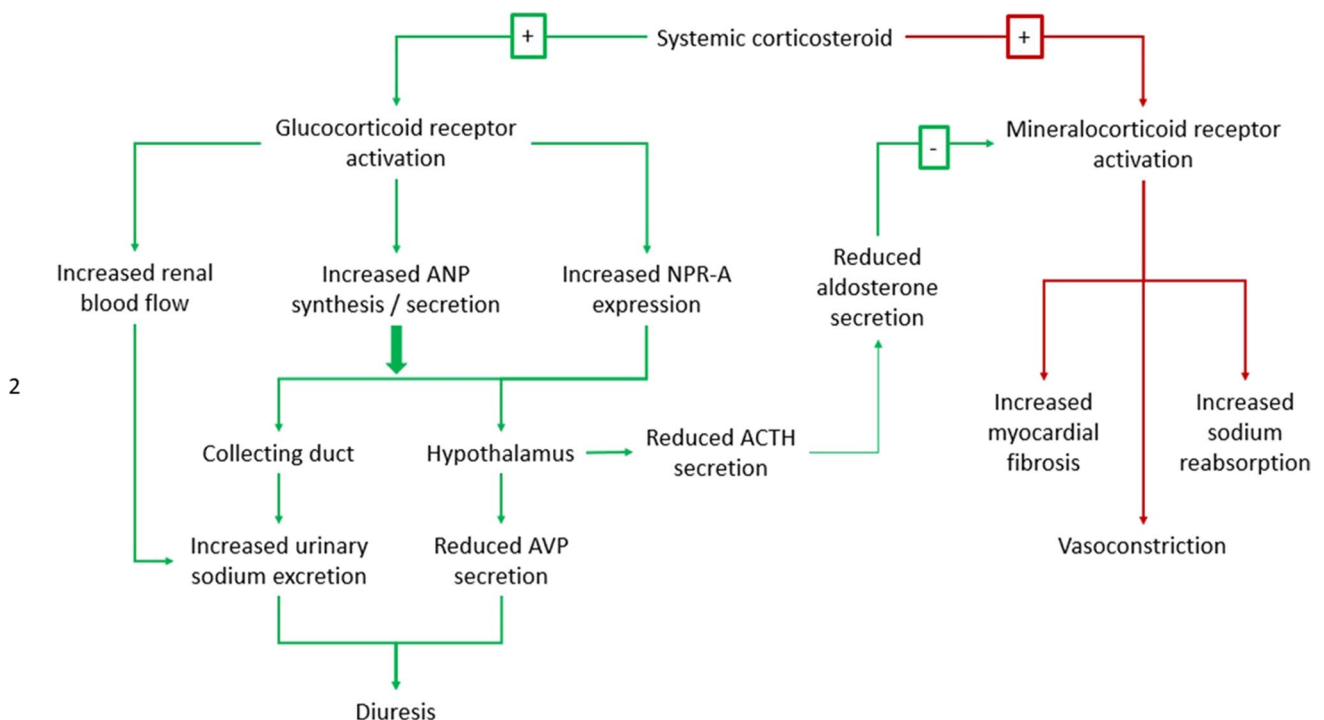 +
Systemic corticosteroid
+
Glucocorticoid receptor
activation
-
Mineralocorticoid receptor
activation
Increased renal
blood flow
Increased ANP
synthesis / secretion
Increased NPR-A
expression
Reduced
aldosterone
secretion
2
Collecting duct
Hypothalamus
Reduced ACTH
secretion
Increased
myocardial
fibrosis
Increased
sodium
reabsorption
Increased urinary
sodium excretion
Reduced AVP
secretion
Vasoconstriction
Diuresis